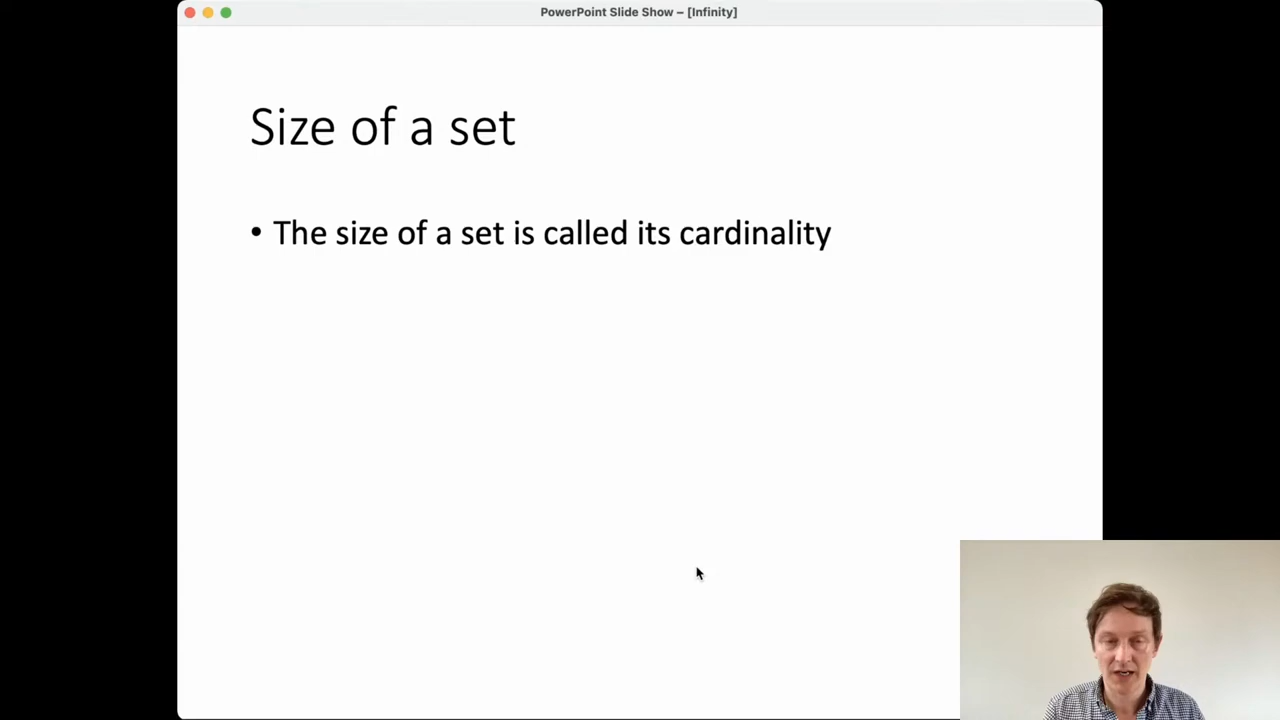 PowerPoint Slide Show – [Infinity]
Size of a set
• The size of a set is called its cardinality